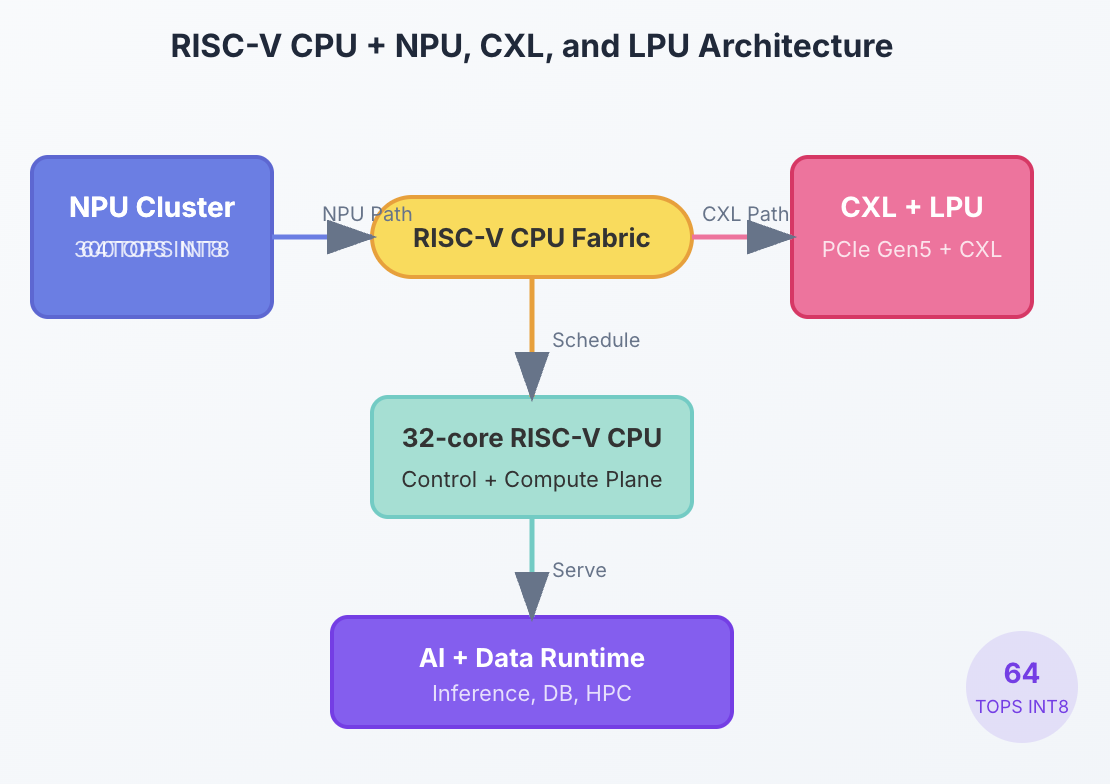 RISC-V CPU + NPU, CXL, and LPU Architecture
NPU Cluster
TOPS INT8
NPU Path
RISC-V CPU Fabric
CXL Path
CXL + LPU
PCIe Gen5 + CXL
Schedule
32-core RISC-V CPU
Control + Compute Plane
Serve
AI + Data Runtime
Inference, DB, HPC
64
TOPS INT8